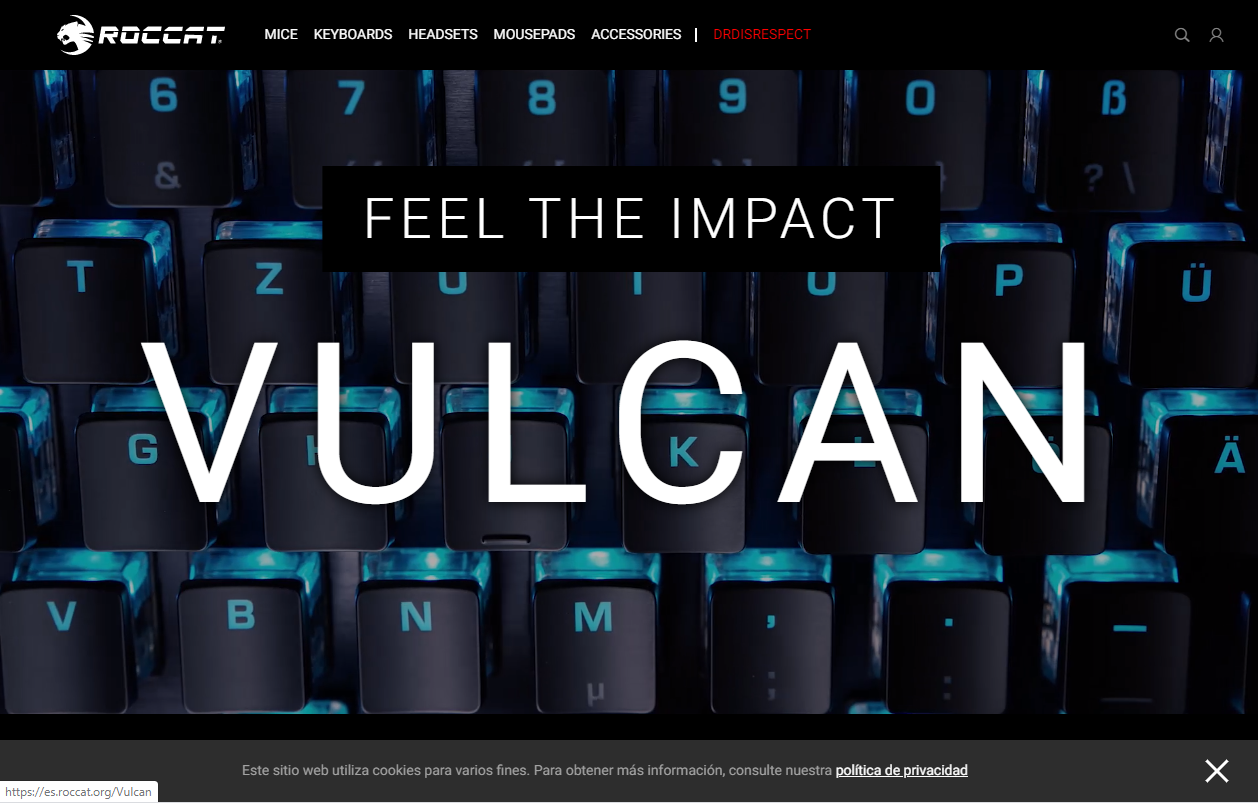 ROCCAT
MICE KEYBOARDS HEADSETS MOUSEPADS ACCESSORIES | DRDISRESPECT
6 7 8 9 0 ß
& ? \
FEEL THE IMPACT
T Z U I O P Ü
VULCAN
G H K L Ö Ä
V B N M , . _
µ ; :
Este sitio web utiliza cookies para varios fines. Para obtener más información, consulte nuestra política de privacidad
https://es.roccat.org/Vulcan